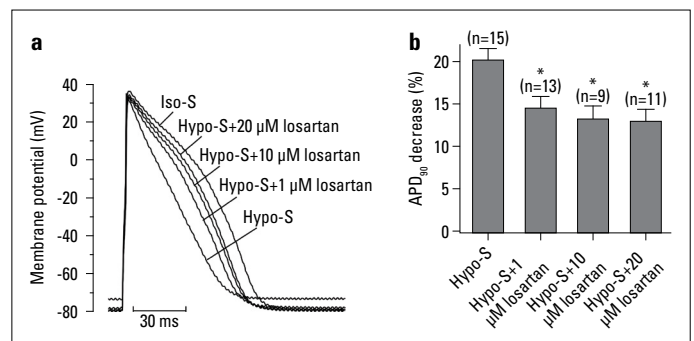 a
Membrane potential (mV)
40
20
0
-20
-40
-60
-80
Iso-S
Hypo-S+20 µM losartan
Hypo-S+10 µM losartan
Hypo-S+1 µM losartan
Hypo-S
30 ms
b
APD90 decrease (%)
20
15
10
5
0
(n=15)
*
(n=13)
*
(n=9)
*
(n=11)
Hypo-S
Hypo-S+1
µM losartan
Hypo-S+10
µM losartan
Hypo-S+20
µM losartan